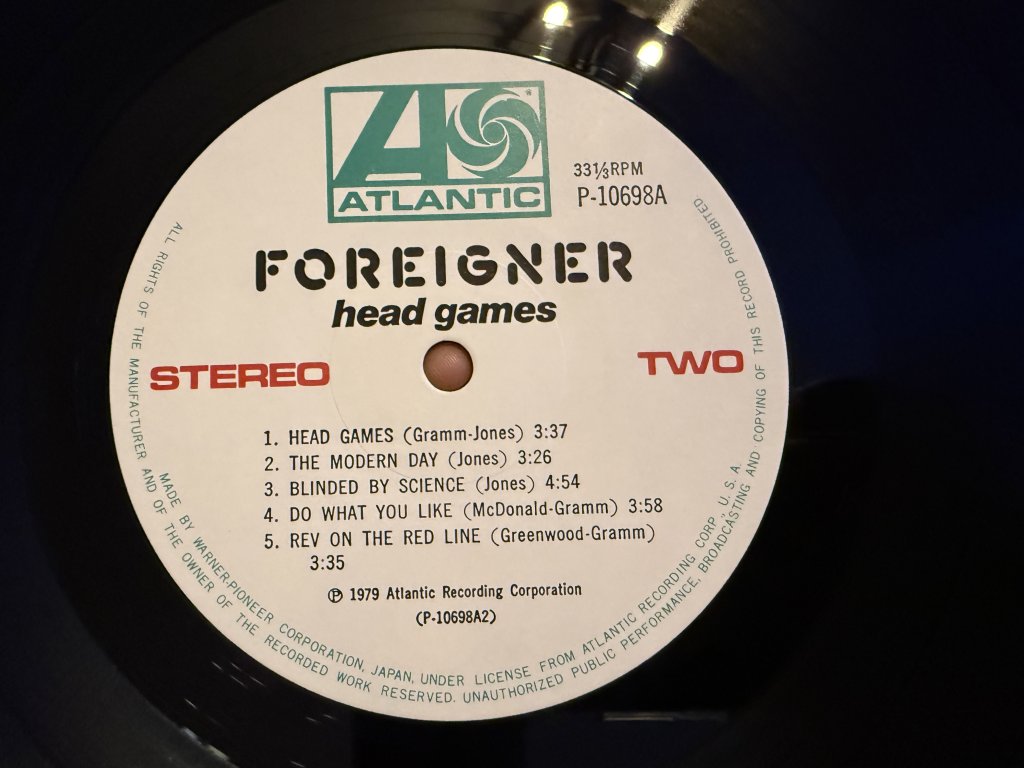 ATLANTIC
33⅓RPM
P-10698A
FOREIGNER
head games
STEREO
TWO
1. HEAD GAMES (Gramm-Jones) 3:37
2. THE MODERN DAY (Jones) 3:26
3. BLINDED BY SCIENCE (Jones) 4:54
4. DO WHAT YOU LIKE (McDonald-Gramm) 3:58
5. REV ON THE RED LINE (Greenwood-Gramm)
3:35
℗ 1979 Atlantic Recording Corporation
(P-10698A2)
MADE BY WARNER-PIONEER CORPORATION, JAPAN, UNDER LICENSE FROM ATLANTIC RECORDING CORP., U. S. A.
ALL RIGHTS OF THE MANUFACTURER AND OF THE OWNER OF THE RECORDED WORK RESERVED. UNAUTHORIZED PUBLIC PERFORMANCE, BROADCASTING AND COPYING OF THIS RECORD PROHIBITED.